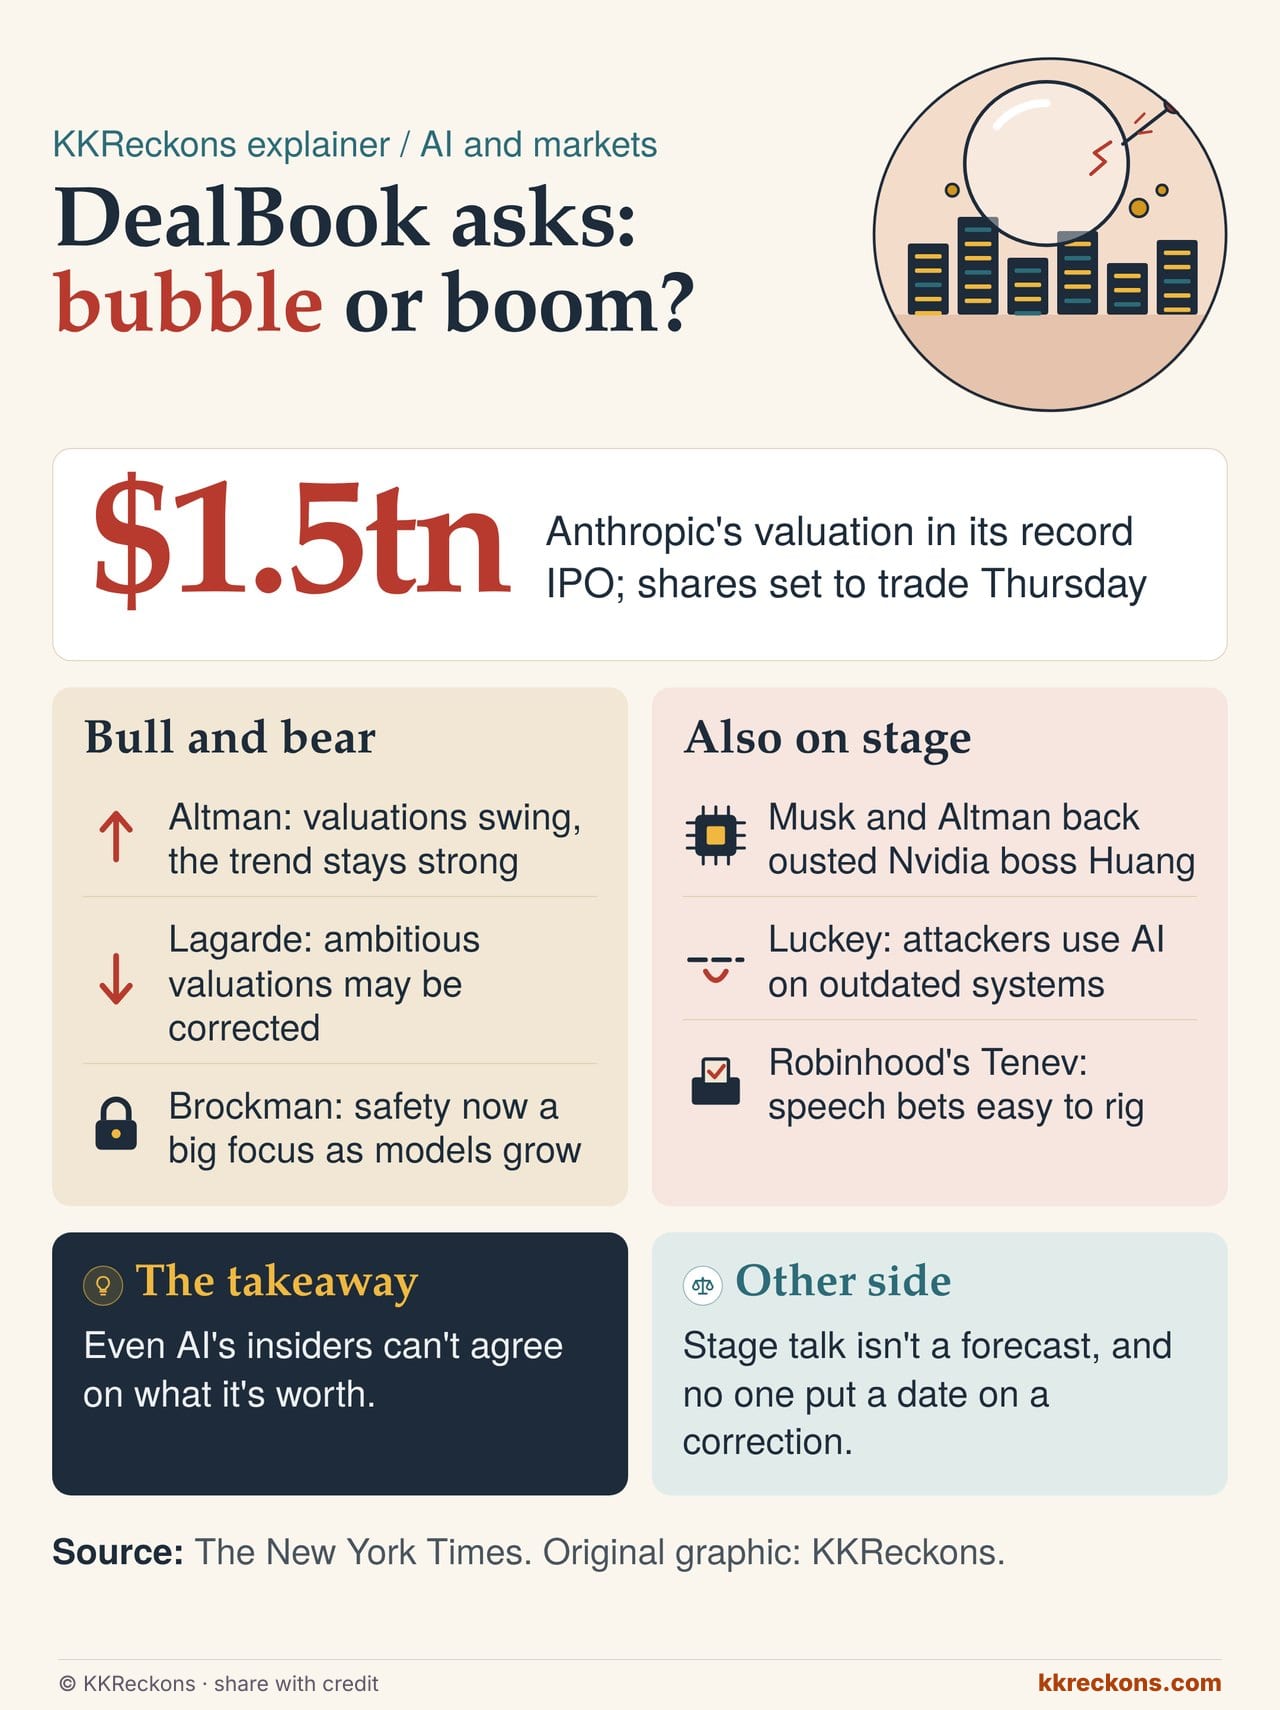 KKReckons explainer / AI and markets
DealBook asks:
bubble or boom?
$1.5tn
Anthropic's valuation in its record
IPO; shares set to trade Thursday
Bull and bear
Altman: valuations swing,
the trend stays strong
Lagarde: ambitious
valuations may be
corrected
Brockman: safety now a
big focus as models grow
Also on stage
Musk and Altman back
ousted Nvidia boss Huang
Luckey: attackers use AI
on outdated systems
Robinhood's Tenev:
speech bets easy to rig
The takeaway
Even AI's insiders can't agree
on what it's worth.
Other side
Stage talk isn't a forecast, and
no one put a date on a
correction.
Source: The New York Times. Original graphic: KKReckons.
© KKReckons · share with credit
kkreckons.com